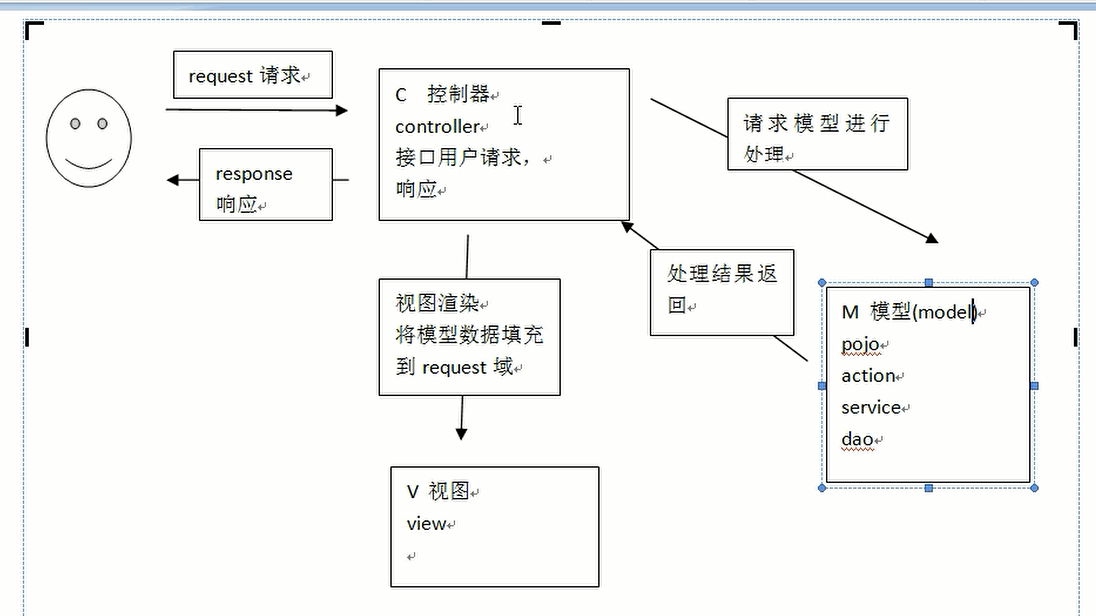 request 请求
C 控制器
controller
接口用户请求，
响应
请求模型进行
处理
response
响应
处理结果返
回
视图渲染
将模型数据填充
到 request 域
M 模型(model)
pojo
action
service
dao
V 视图
view